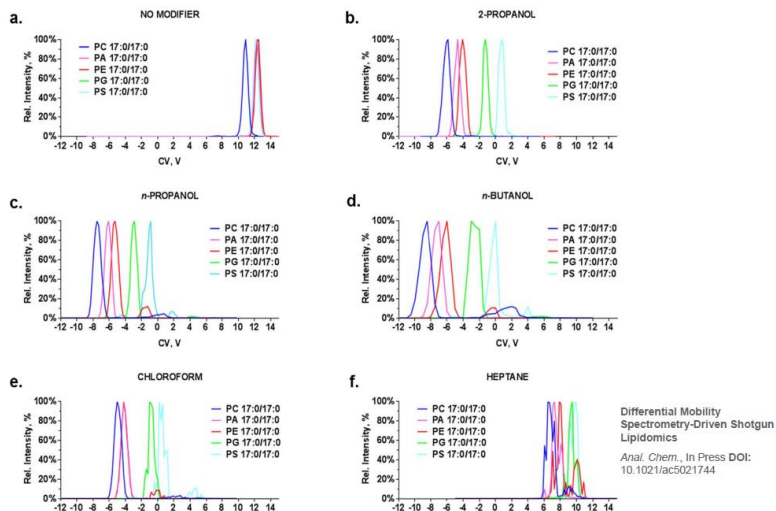 a.
NO MODIFIER
PC 17:0/17:0
PA 17:0/17:0
PE 17:0/17:0
PG 17:0/17:0
PS 17:0/17:0
Rel. Intensity, %
100%
80%
60%
40%
20%
0%
-12 -10 -8 -6 -4 -2 0 2 4 6 8 10 12 14
CV, V
b.
2-PROPANOL
PC 17:0/17:0
PA 17:0/17:0
PE 17:0/17:0
PG 17:0/17:0
PS 17:0/17:0
Rel. Intensity, %
100%
80%
60%
40%
20%
0%
-12 -10 -8 -6 -4 -2 0 2 4 6 8 10 12 14
CV, V
c.
n-PROPANOL
PC 17:0/17:0
PA 17:0/17:0
PE 17:0/17:0
PG 17:0/17:0
PS 17:0/17:0
Rel. Intensity, %
100%
80%
60%
40%
20%
0%
-12 -10 -8 -6 -4 -2 0 2 4 6 8 10 12 14
CV, V
d.
n-BUTANOL
PC 17:0/17:0
PA 17:0/17:0
PE 17:0/17:0
PG 17:0/17:0
PS 17:0/17:0
Rel. Intensity, %
100%
80%
60%
40%
20%
0%
-12 -10 -8 -6 -4 -2 0 2 4 6 8 10 12 14
CV, V
e.
CHLOROFORM
PC 17:0/17:0
PA 17:0/17:0
PE 17:0/17:0
PG 17:0/17:0
PS 17:0/17:0
Rel. Intensity, %
100%
80%
60%
40%
20%
0%
-12 -10 -8 -6 -4 -2 0 2 4 6 8 10 12 14
CV, V
f.
HEPTANE
PC 17:0/17:0
PA 17:0/17:0
PE 17:0/17:0
PG 17:0/17:0
PS 17:0/17:0
Rel. Intensity, %
100%
80%
60%
40%
20%
0%
-12 -10 -8 -6 -4 -2 0 2 4 6 8 10 12 14
CV, V
Differential Mobility
Spectrometry-Driven Shotgun
Lipidomics
Anal. Chem., In Press DOI:
10.1021/ac5021744